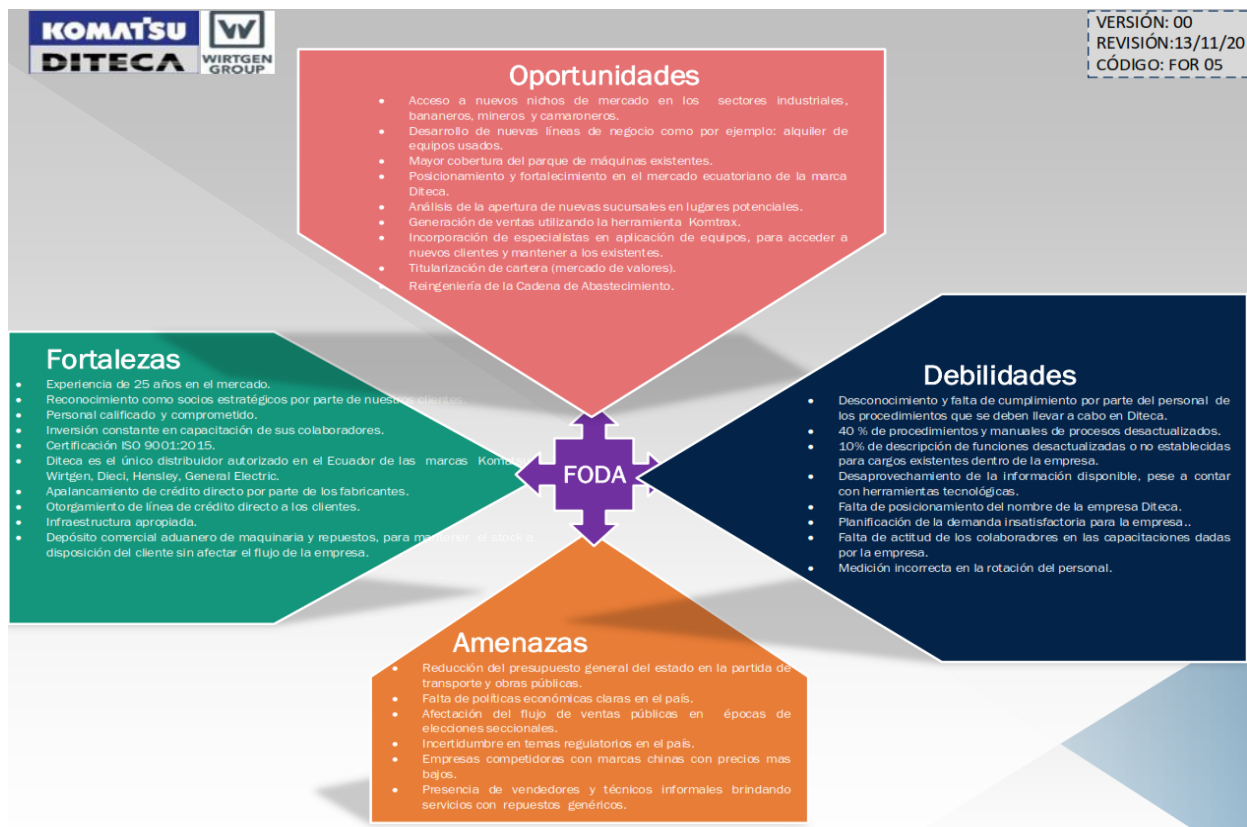 KOMATSU
DITECA
WIRTGEN
GROUP
VERSIÓN: 00
REVISIÓN:13/11/20
CÓDIGO: FOR 05
Oportunidades
• Acceso a nuevos nichos de mercado en los sectores industriales,
bananeros, mineros y camaroneros.
• Desarrollo de nuevas líneas de negocio como por ejemplo: alquiler de
equipos usados.
• Mayor cobertura del parque de máquinas existentes.
• Posicionamiento y fortalecimiento en el mercado ecuatoriano de la marca
Diteca.
• Análisis de la apertura de nuevas sucursales en lugares potenciales.
• Generación de ventas utilizando la herramienta Komtrax.
• Incorporación de especialistas en aplicación de equipos, para acceder a
nuevos clientes y mantener a los existentes.
• Titularización de cartera (mercado de valores).
• Reingeniería de la Cadena de Abastecimiento.
Fortalezas
• Experiencia de 25 años en el mercado.
• Reconocimiento como socios estratégicos por parte de nuestros clientes.
• Personal calificado y comprometido.
• Inversión constante en capacitación de sus colaboradores.
• Certificación ISO 9001:2015.
• Diteca es el único distribuidor autorizado en el Ecuador de las marcas Komatsu,
Wirtgen, Dieci, Hensley, General Electric.
• Apalancamiento de crédito directo por parte de los fabricantes.
• Otorgamiento de línea de crédito directo a los clientes.
• Infraestructura apropiada.
• Depósito comercial aduanero de maquinaria y repuestos, para mantener el stock a
disposición del cliente sin afectar el flujo de la empresa.
FODA
Debilidades
• Desconocimiento y falta de cumplimiento por parte del personal de
los procedimientos que se deben llevar a cabo en Diteca.
• 40 % de procedimientos y manuales de procesos desactualizados.
• 10% de descripción de funciones desactualizadas o no establecidas
para cargos existentes dentro de la empresa.
• Desaprovechamiento de la información disponible, pese a contar
con herramientas tecnológicas.
• Falta de posicionamiento del nombre de la empresa Diteca.
• Planificación de la demanda insatisfactoria para la empresa..
• Falta de actitud de los colaboradores en las capacitaciones dadas
por la empresa.
• Medición incorrecta en la rotación del personal.
Amenazas
• Reducción del presupuesto general del estado en la partida de
transporte y obras públicas.
• Falta de políticas económicas claras en el país.
• Afectación del flujo de ventas públicas en épocas de
elecciones seccionales.
• Incertidumbre en temas regulatorios en el país.
• Empresas competidoras con marcas chinas con precios mas
bajos.
• Presencia de vendedores y técnicos informales brindando
servicios con repuestos genéricos.